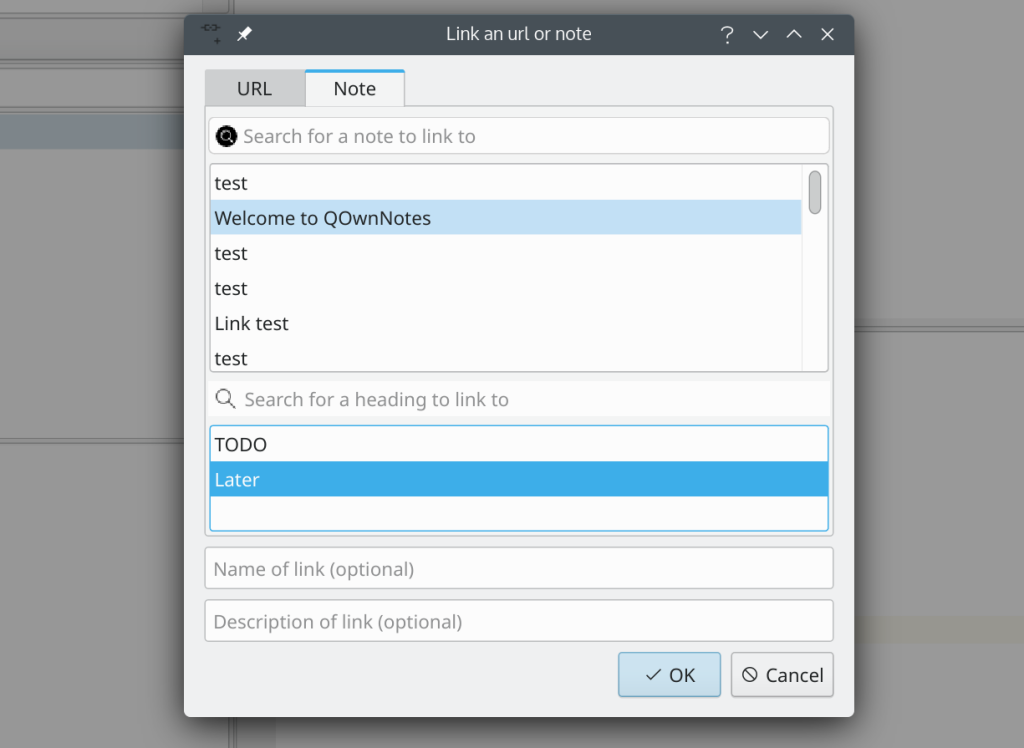 Link an url or note
URL
Note
Search for a note to link to
test
Welcome to QOwnNotes
test
test
Link test
test
Search for a heading to link to
TODO
Later
Name of link (optional)
Description of link (optional)
OK
Cancel